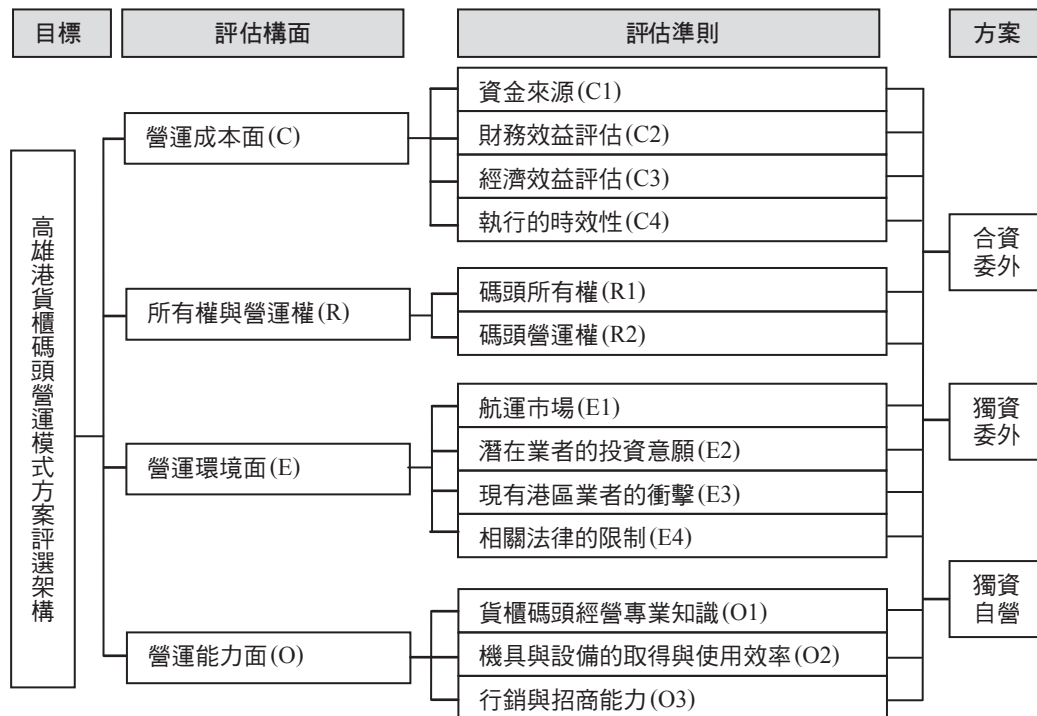 目標
評估構面
評估準則
方案
高雄港貨櫃碼頭營運模式方案評選架構
營運成本面(C)
資金來源(C1)
財務效益評估(C2)
經濟效益評估(C3)
執行的時效性(C4)
所有權與營運權(R)
碼頭所有權(R1)
碼頭營運權(R2)
營運環境面(E)
航運市場(E1)
潛在業者的投資意願(E2)
現有港區業者的衝擊(E3)
相關法律的限制(E4)
營運能力面(O)
貨櫃碼頭經營專業知識(O1)
機具與設備的取得與使用效率(O2)
行銷與招商能力(O3)
合資
委外
獨資
委外
獨資
自營